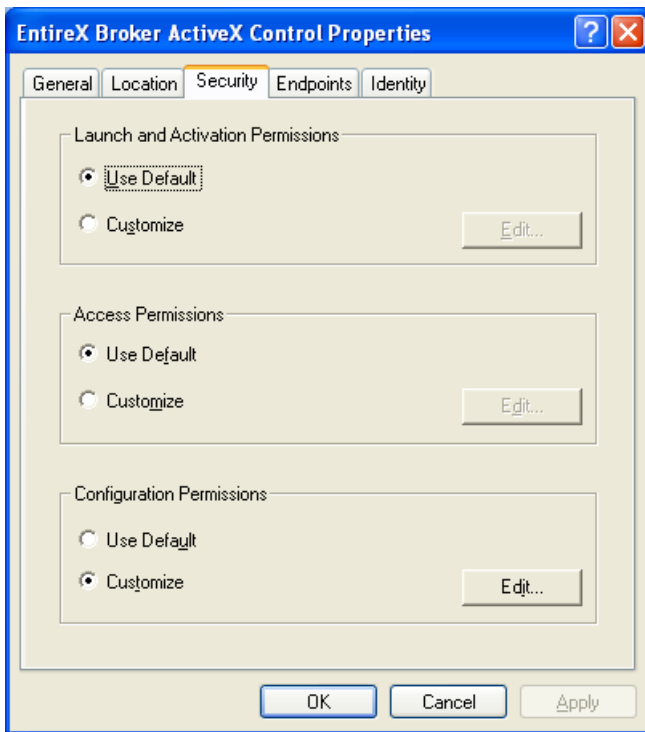 EntireX Broker ActiveX Control Properties
General Location Security Endpoints Identity
Launch and Activation Permissions
Use Default
Customize
Edit...
Access Permissions
Use Default
Customize
Edit...
Configuration Permissions
Use Default
Customize
Edit...
OK Cancel Apply